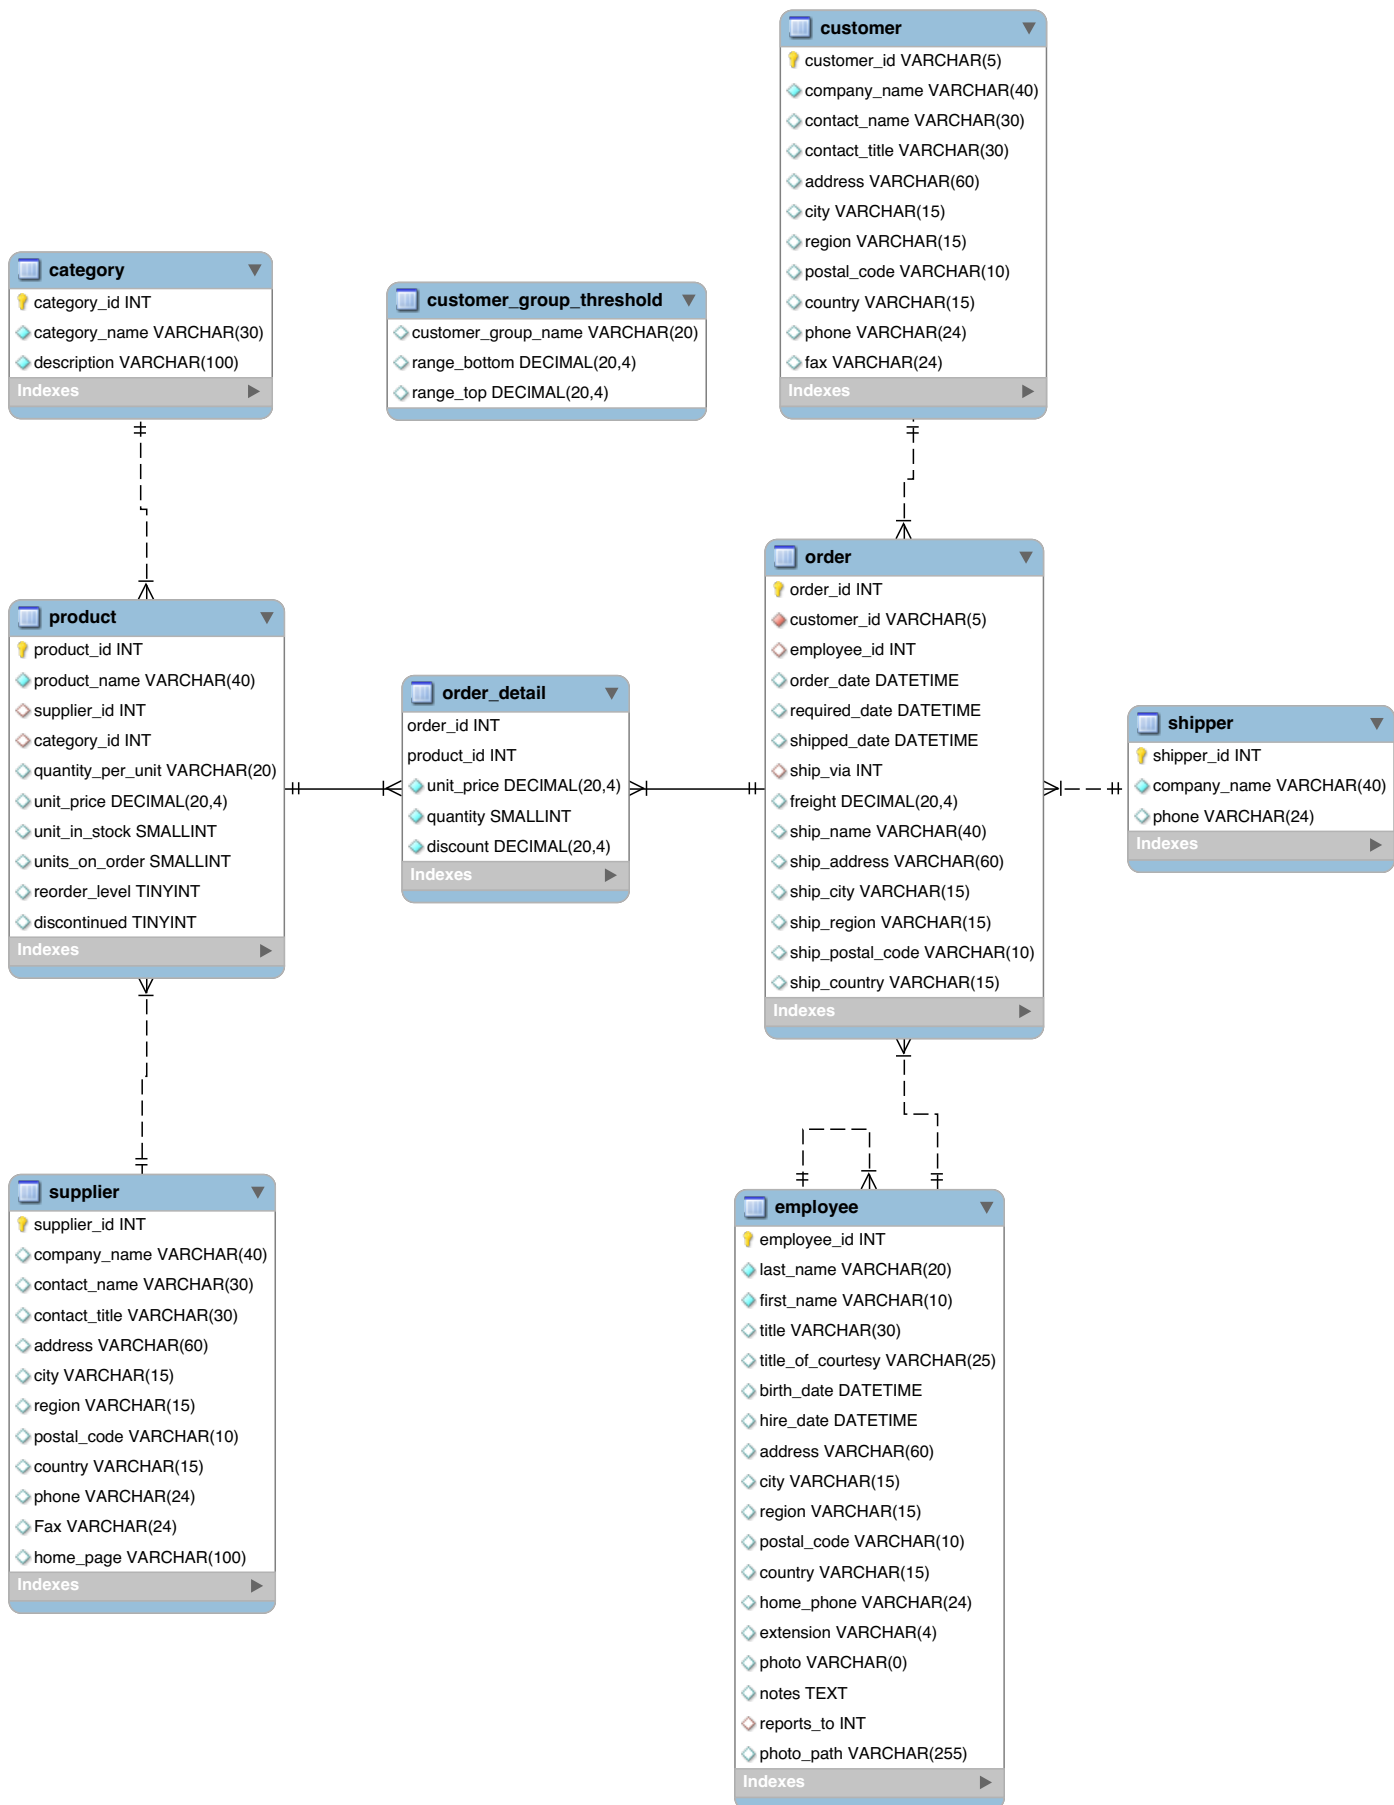 customer
customer_id VARCHAR(5)
company_name VARCHAR(40)
contact_name VARCHAR(30)
contact_title VARCHAR(30)
address VARCHAR(60)
city VARCHAR(15)
region VARCHAR(15)
postal_code VARCHAR(10)
country VARCHAR(15)
phone VARCHAR(24)
fax VARCHAR(24)
Indexes
category
category_id INT
category_name VARCHAR(30)
description VARCHAR(100)
Indexes
customer_group_threshold
customer_group_name VARCHAR(20)
range_bottom DECIMAL(20,4)
range_top DECIMAL(20,4)
order
order_id INT
customer_id VARCHAR(5)
employee_id INT
order_date DATETIME
required_date DATETIME
shipped_date DATETIME
ship_via INT
freight DECIMAL(20,4)
ship_name VARCHAR(40)
ship_address VARCHAR(60)
ship_city VARCHAR(15)
ship_region VARCHAR(15)
ship_postal_code VARCHAR(10)
ship_country VARCHAR(15)
Indexes
product
product_id INT
product_name VARCHAR(40)
supplier_id INT
category_id INT
quantity_per_unit VARCHAR(20)
unit_price DECIMAL(20,4)
unit_in_stock SMALLINT
units_on_order SMALLINT
reorder_level TINYINT
discontinued TINYINT
Indexes
order_detail
order_id INT
product_id INT
unit_price DECIMAL(20,4)
quantity SMALLINT
discount DECIMAL(20,4)
Indexes
shipper
shipper_id INT
company_name VARCHAR(40)
phone VARCHAR(24)
Indexes
supplier
supplier_id INT
company_name VARCHAR(40)
contact_name VARCHAR(30)
contact_title VARCHAR(30)
address VARCHAR(60)
city VARCHAR(15)
region VARCHAR(15)
postal_code VARCHAR(10)
country VARCHAR(15)
phone VARCHAR(24)
Fax VARCHAR(24)
home_page VARCHAR(100)
Indexes
employee
employee_id INT
last_name VARCHAR(20)
first_name VARCHAR(10)
title VARCHAR(30)
title_of_courtesy VARCHAR(25)
birth_date DATETIME
hire_date DATETIME
address VARCHAR(60)
city VARCHAR(15)
region VARCHAR(15)
postal_code VARCHAR(10)
country VARCHAR(15)
home_phone VARCHAR(24)
extension VARCHAR(4)
photo VARCHAR(0)
notes TEXT
reports_to INT
photo_path VARCHAR(255)
Indexes